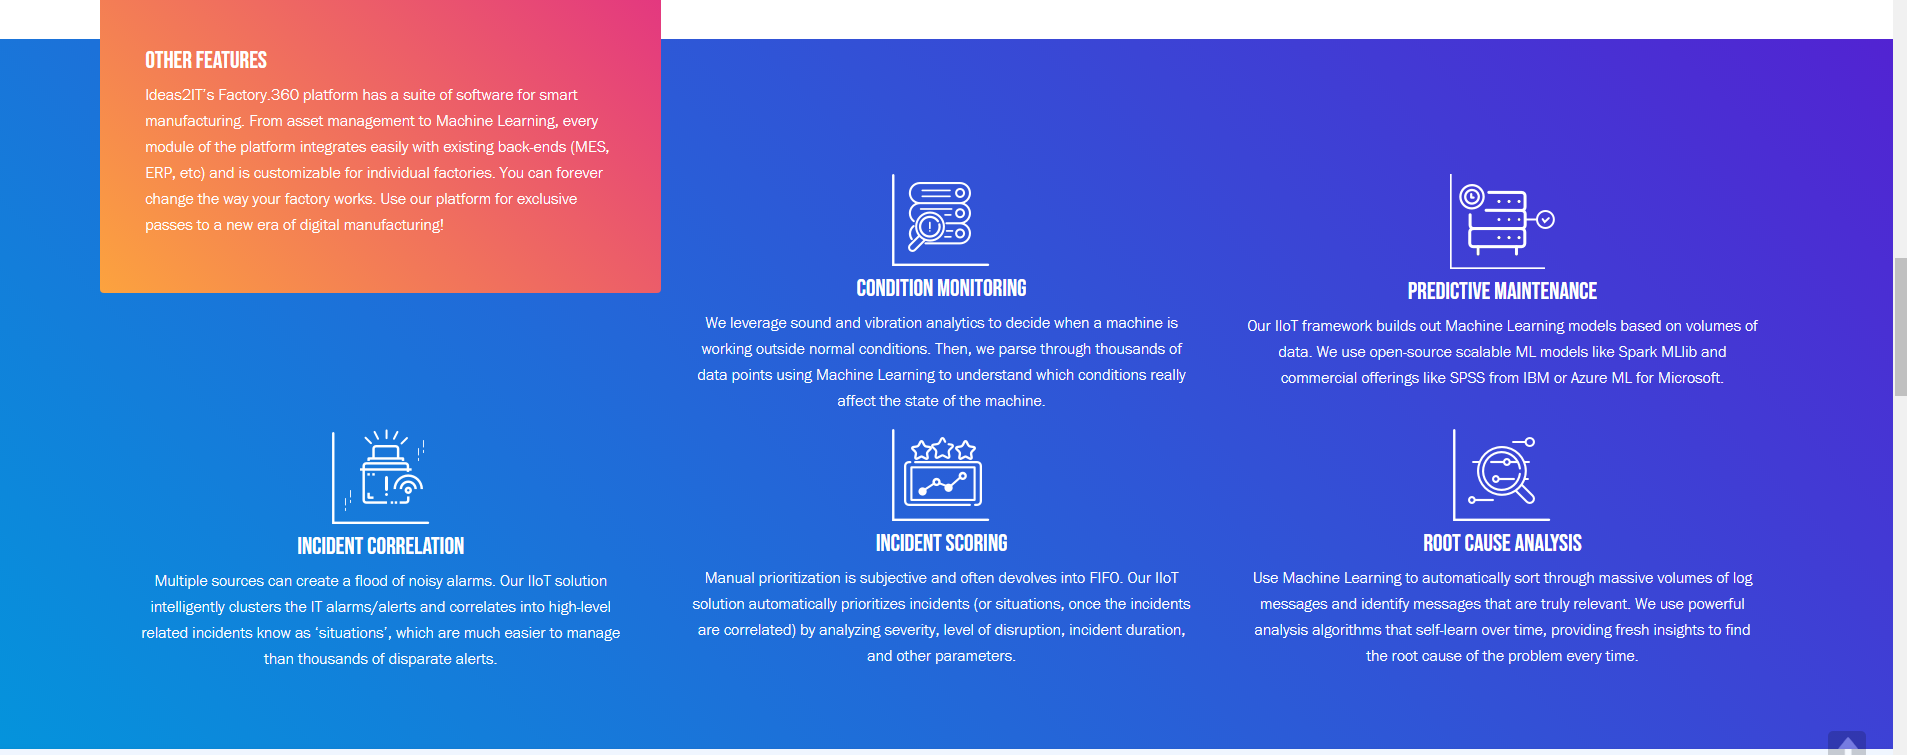 OTHER FEATURES
Ideas2IT's Factory.360 platform has a suite of software for smart
manufacturing. From asset management to Machine Learning, every
module of the platform integrates easily with existing back-ends (MES,
ERP, etc) and is customizable for individual factories. You can forever
change the way your factory works. Use our platform for exclusive
passes to a new era of digital manufacturing!
CONDITION MONITORING
We leverage sound and vibration analytics to decide when a machine is
working outside normal conditions. Then, we parse through thousands of
data points using Machine Learning to understand which conditions really
affect the state of the machine.
PREDICTIVE MAINTENANCE
Our IIoT framework builds out Machine Learning models based on volumes of
data. We use open-source scalable ML models like Spark MLlib and
commercial offerings like SPSS from IBM or Azure ML for Microsoft.
INCIDENT CORRELATION
Multiple sources can create a flood of noisy alarms. Our IIoT solution
intelligently clusters the IT alarms/alerts and correlates into high-level
related incidents know as ‘situations’, which are much easier to manage
than thousands of disparate alerts.
INCIDENT SCORING
Manual prioritization is subjective and often devolves into FIFO. Our IIoT
solution automatically prioritizes incidents (or situations, once the incidents
are correlated) by analyzing severity, level of disruption, incident duration,
and other parameters.
ROOT CAUSE ANALYSIS
Use Machine Learning to automatically sort through massive volumes of log
messages and identify messages that are truly relevant. We use powerful
analysis algorithms that self-learn over time, providing fresh insights to find
the root cause of the problem every time.